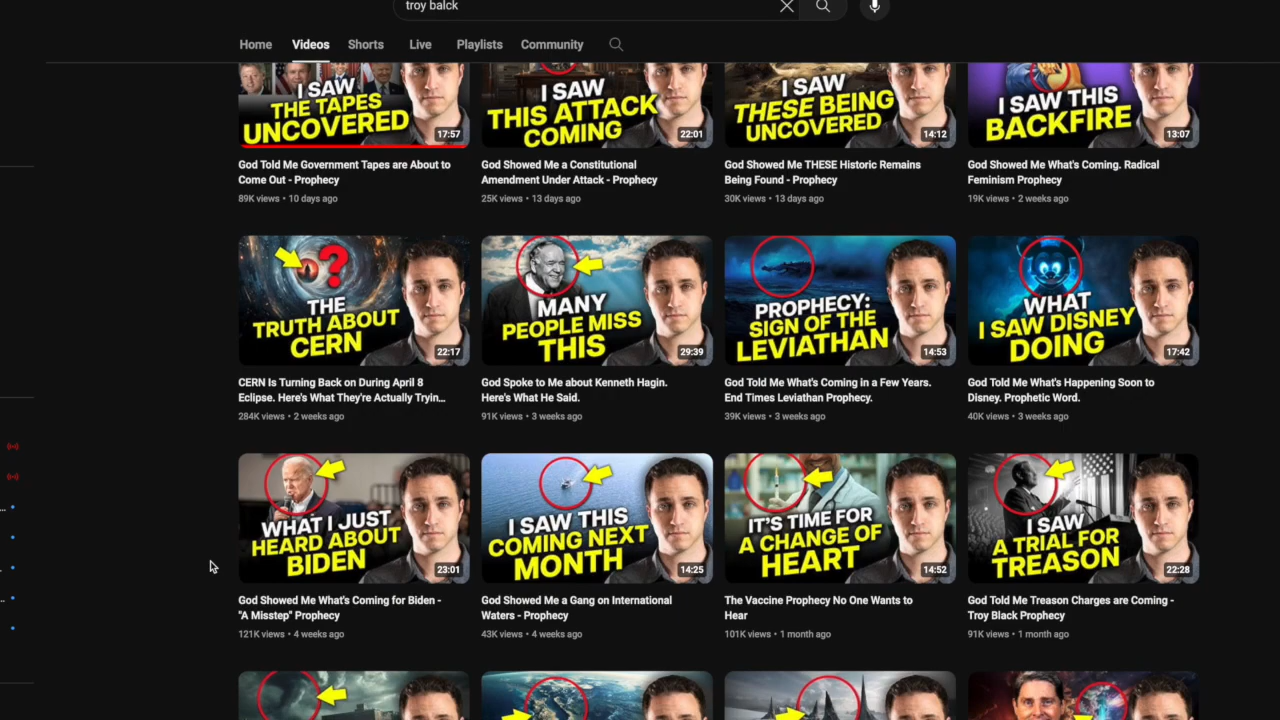 troy balck
Home Videos Shorts Live Playlists Community
I SAW
THE TAPES
UNCOVERED
17:57
I SAW
THIS ATTACK
COMING
22:01
I SAW
THESE BEING
UNCOVERED
14:12
I SAW THIS
BACKFIRE
13:07
God Told Me Government Tapes are About to
Come Out - Prophecy
89K views • 10 days ago
God Showed Me a Constitutional
Amendment Under Attack - Prophecy
25K views • 13 days ago
God Showed Me THESE Historic Remains
Being Found - Prophecy
30K views • 13 days ago
God Showed Me What's Coming. Radical
Feminism Prophecy
19K views • 2 weeks ago
?
THE
TRUTH ABOUT
CERN
22:17
MANY
PEOPLE MISS
THIS
29:39
PROPHECY:
SIGN OF THE
LEVIATHAN
14:53
WHAT
I SAW DISNEY
DOING
17:42
CERN Is Turning Back on During April 8
Eclipse. Here's What They're Actually Tryin...
284K views • 2 weeks ago
God Spoke to Me about Kenneth Hagin.
Here's What He Said.
91K views • 3 weeks ago
God Told Me What's Coming in a Few Years.
End Times Leviathan Prophecy.
39K views • 3 weeks ago
God Told Me What's Happening Soon to
Disney. Prophetic Word.
40K views • 3 weeks ago
WHAT I JUST
HEARD ABOUT
BIDEN
23:01
I SAW THIS
COMING NEXT
MONTH
14:25
IT'S TIME FOR
A CHANGE OF
HEART
14:52
I SAW
A TRIAL FOR
TREASON
22:28
God Showed Me What's Coming for Biden -
"A Misstep" Prophecy
121K views • 4 weeks ago
God Showed Me a Gang on International
Waters - Prophecy
43K views • 4 weeks ago
The Vaccine Prophecy No One Wants to
Hear
101K views • 1 month ago
God Told Me Treason Charges are Coming -
Troy Black Prophecy
91K views • 1 month ago